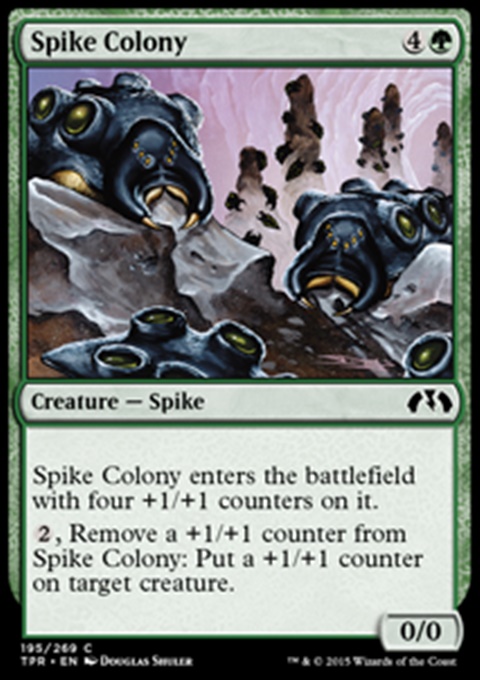 Spike Colony 4
Creature — Spike
Spike Colony enters the battlefield
with four +1/+1 counters on it.
2, Remove a +1/+1 counter from
Spike Colony: Put a +1/+1 counter
on target creature.
0/0
195/269 C
TPR • EN Douglas Shuler
™ & © 2015 Wizards of the Coast